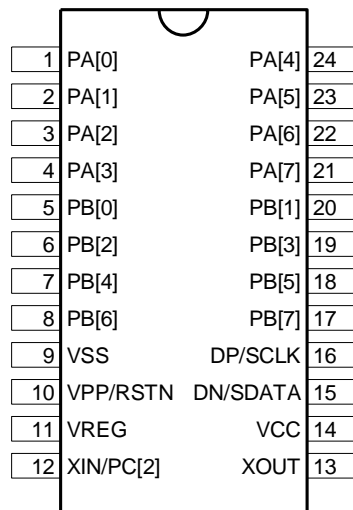 1 PA[0] PA[4] 24
2 PA[1] PA[5] 23
3 PA[2] PA[6] 22
4 PA[3] PA[7] 21
5 PB[0] PB[1] 20
6 PB[2] PB[3] 19
7 PB[4] PB[5] 18
8 PB[6] PB[7] 17
9 VSS DP/SCLK 16
10 VPP/RSTN DN/SDATA 15
11 VREG VCC 14
12 XIN/PC[2] XOUT 13